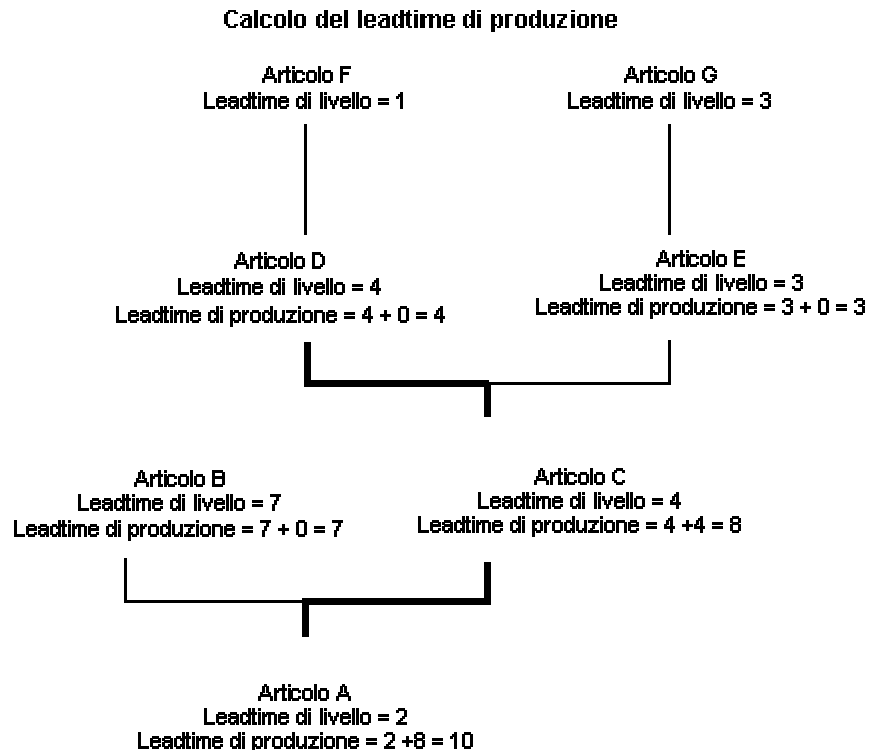 Calcolo del leadtime di produzione
Articolo F
Leadtime di livello = 1
Articolo G
Leadtime di livello = 3
Articolo D
Leadtime di livello = 4
Leadtime di produzione = 4 + 0 = 4
Articolo E
Leadtime di livello = 3
Leadtime di produzione = 3 + 0 = 3
Articolo B
Leadtime di livello = 7
Leadtime di produzione = 7 + 0 = 7
Articolo C
Leadtime di livello = 4
Leadtime di produzione = 4 +4 = 8
Articolo A
Leadtime di livello = 2
Leadtime di produzione = 2 +8 = 10